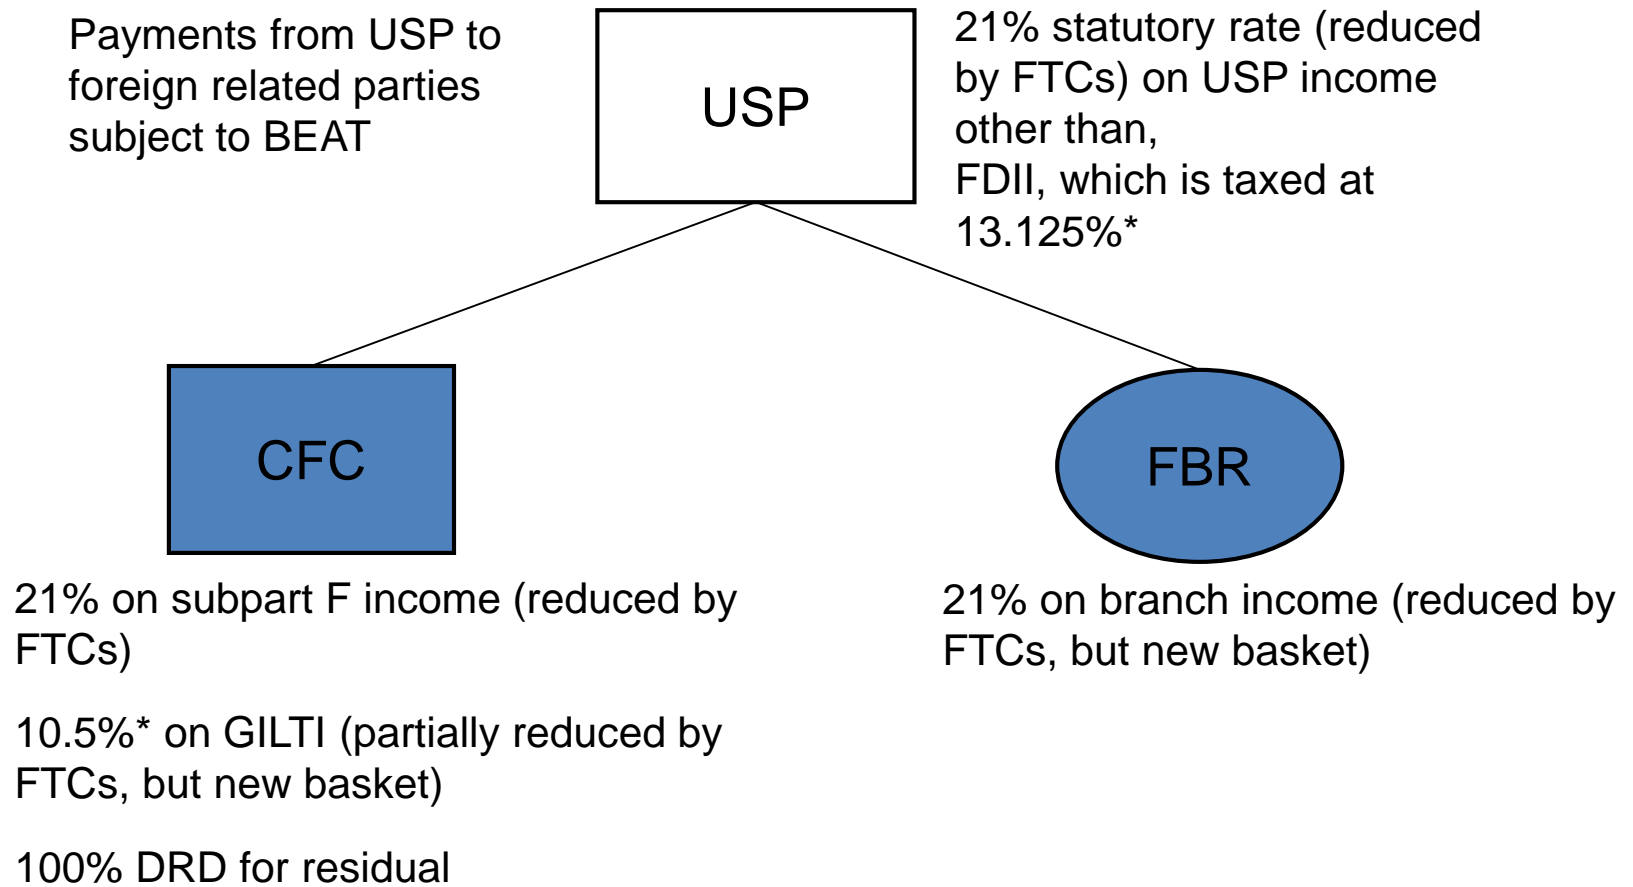 Payments from USP to
foreign related parties
subject to BEAT
USP
21% statutory rate (reduced
by FTCs) on USP income
other than,
FDII, which is taxed at
13.125%*
CFC
FBR
21% on subpart F income (reduced by
FTCs)
10.5%* on GILTI (partially reduced by
FTCs, but new basket)
100% DRD for residual
21% on branch income (reduced by
FTCs, but new basket)